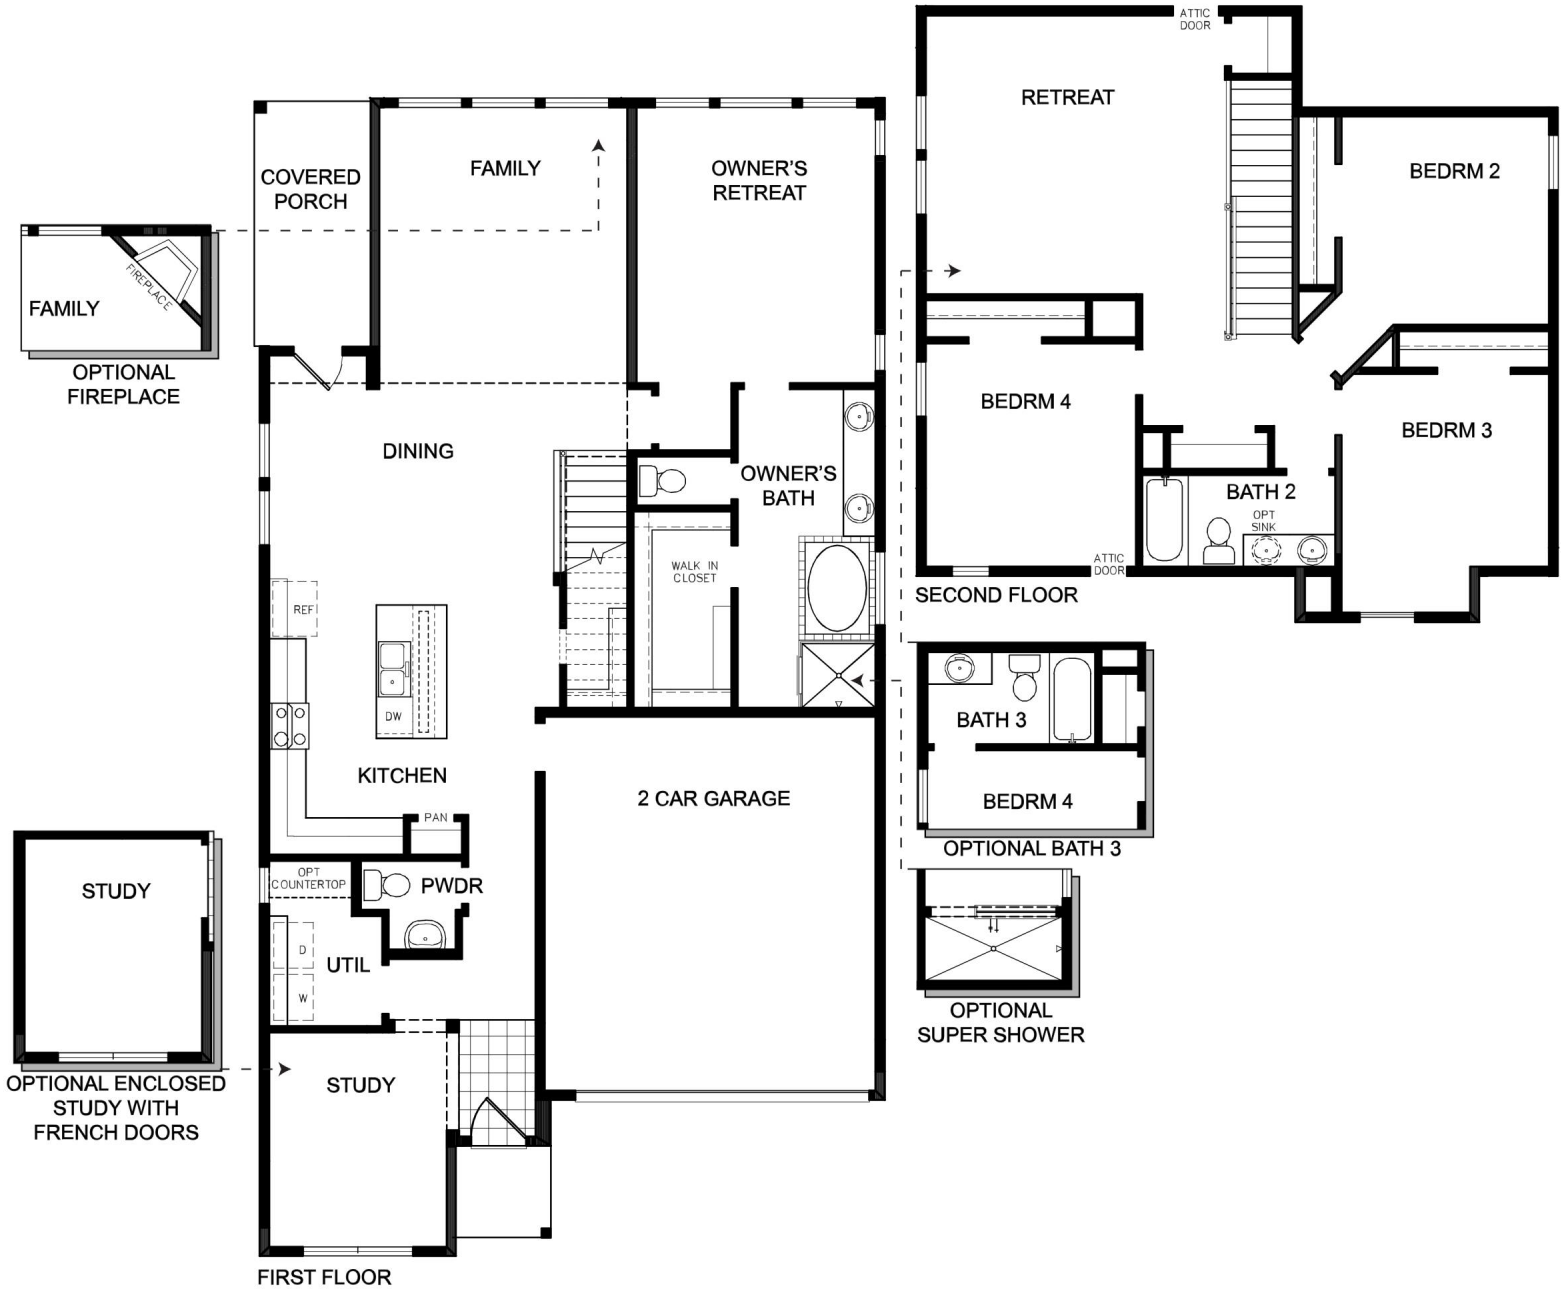 COVERED
PORCH
FAMILY
OWNER'S
RETREAT
FAMILY
FIREPLACE
OPTIONAL
FIREPLACE
DINING
OWNER'S
BATH
WALK IN
CLOSET
REF
DW
KITCHEN
PAN
2 CAR GARAGE
OPT
COUNTERTOP
PWDR
D
UTIL
W
STUDY
OPTIONAL ENCLOSED
STUDY WITH
FRENCH DOORS
STUDY
FIRST FLOOR
ATTIC
DOOR
RETREAT
BEDRM 2
BEDRM 4
BEDRM 3
BATH 2
OPT
SINK
ATTIC
DOOR
SECOND FLOOR
BATH 3
BEDRM 4
OPTIONAL BATH 3
OPTIONAL
SUPER SHOWER